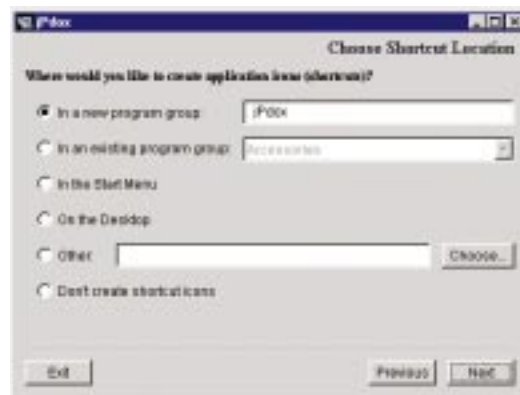 jPdox
Choose Shortcut Location
Where would you like to create application icons (shortcuts)?
In a new program group: jPdox
In an existing program group: Accessories
In the Start Menu
On the Desktop
Other: Choose...
Don't create shortcut icons
Exit Previous Next